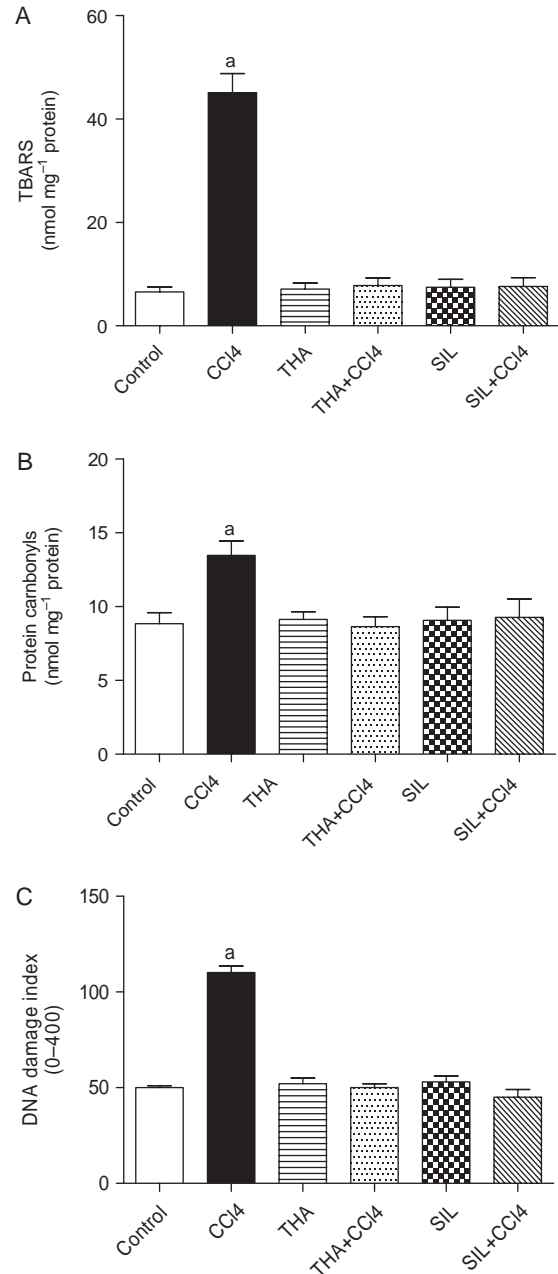 A
60
40
20
0
TBARS
(nmol mg⁻¹ protein)
a
Control
CCl4
THA
THA+CCl4
SIL
SIL+CCl4
B
20
15
10
5
0
Protein carnbonyls
(nmol mg⁻¹ protein)
a
Control
CCl4
THA
THA+CCl4
SIL
SIL+CCl4
C
150
100
50
0
DNA damage index
(0–400)
a
Control
CCl4
THA
THA+CCl4
SIL
SIL+CCl4